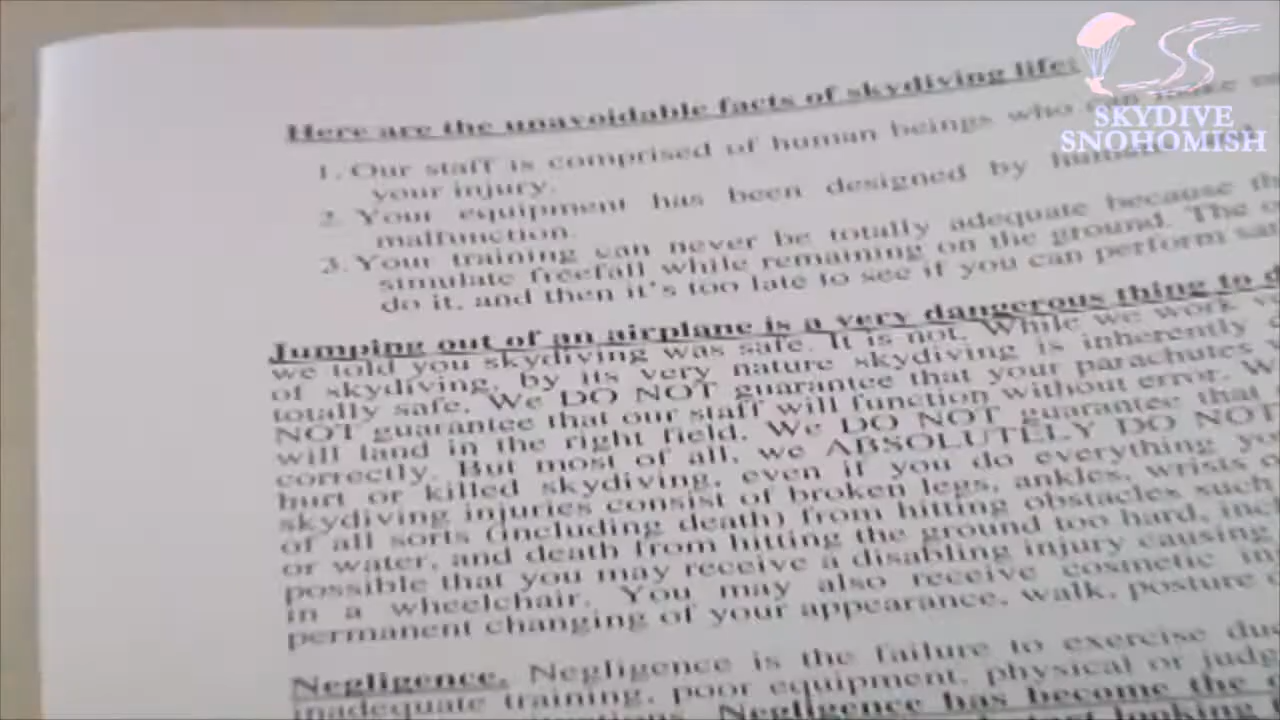 SKYDIVE
SNOHOMISH
Here are the unavoidable facts of skydiving life:
1. Our staff is comprised of human beings who can make
your injury.
2. Your equipment has been designed by human
malfunction.
3. Your training can never be totally adequate because
simulate freefall while remaining on the ground. The
do it, and then it's too late to see if you can perform
Jumping out of an airplane is a very dangerous thing to
we told you skydiving was safe. It is not. While we work
of skydiving, by its very nature skydiving is inherently
totally safe. We DO NOT guarantee that your parachutes
NOT guarantee that our staff will function without error.
will land in the right field. We DO NOT guarantee that
correctly. But most of all, we ABSOLUTELY DO NOT
hurt or killed skydiving, even if you do everything
skydiving injuries consist of broken legs, ankles, wrists
of all sorts (including death) from hitting obstacles such
or water, and death from hitting the ground too hard,
possible that you may receive a disabling injury causing
in a wheelchair. You may also receive cosmetic
permanent changing of your appearance, walk, posture
Negligence. Negligence is the failure to exercise
inadequate training, poor equipment, physical or
Negligence has become the